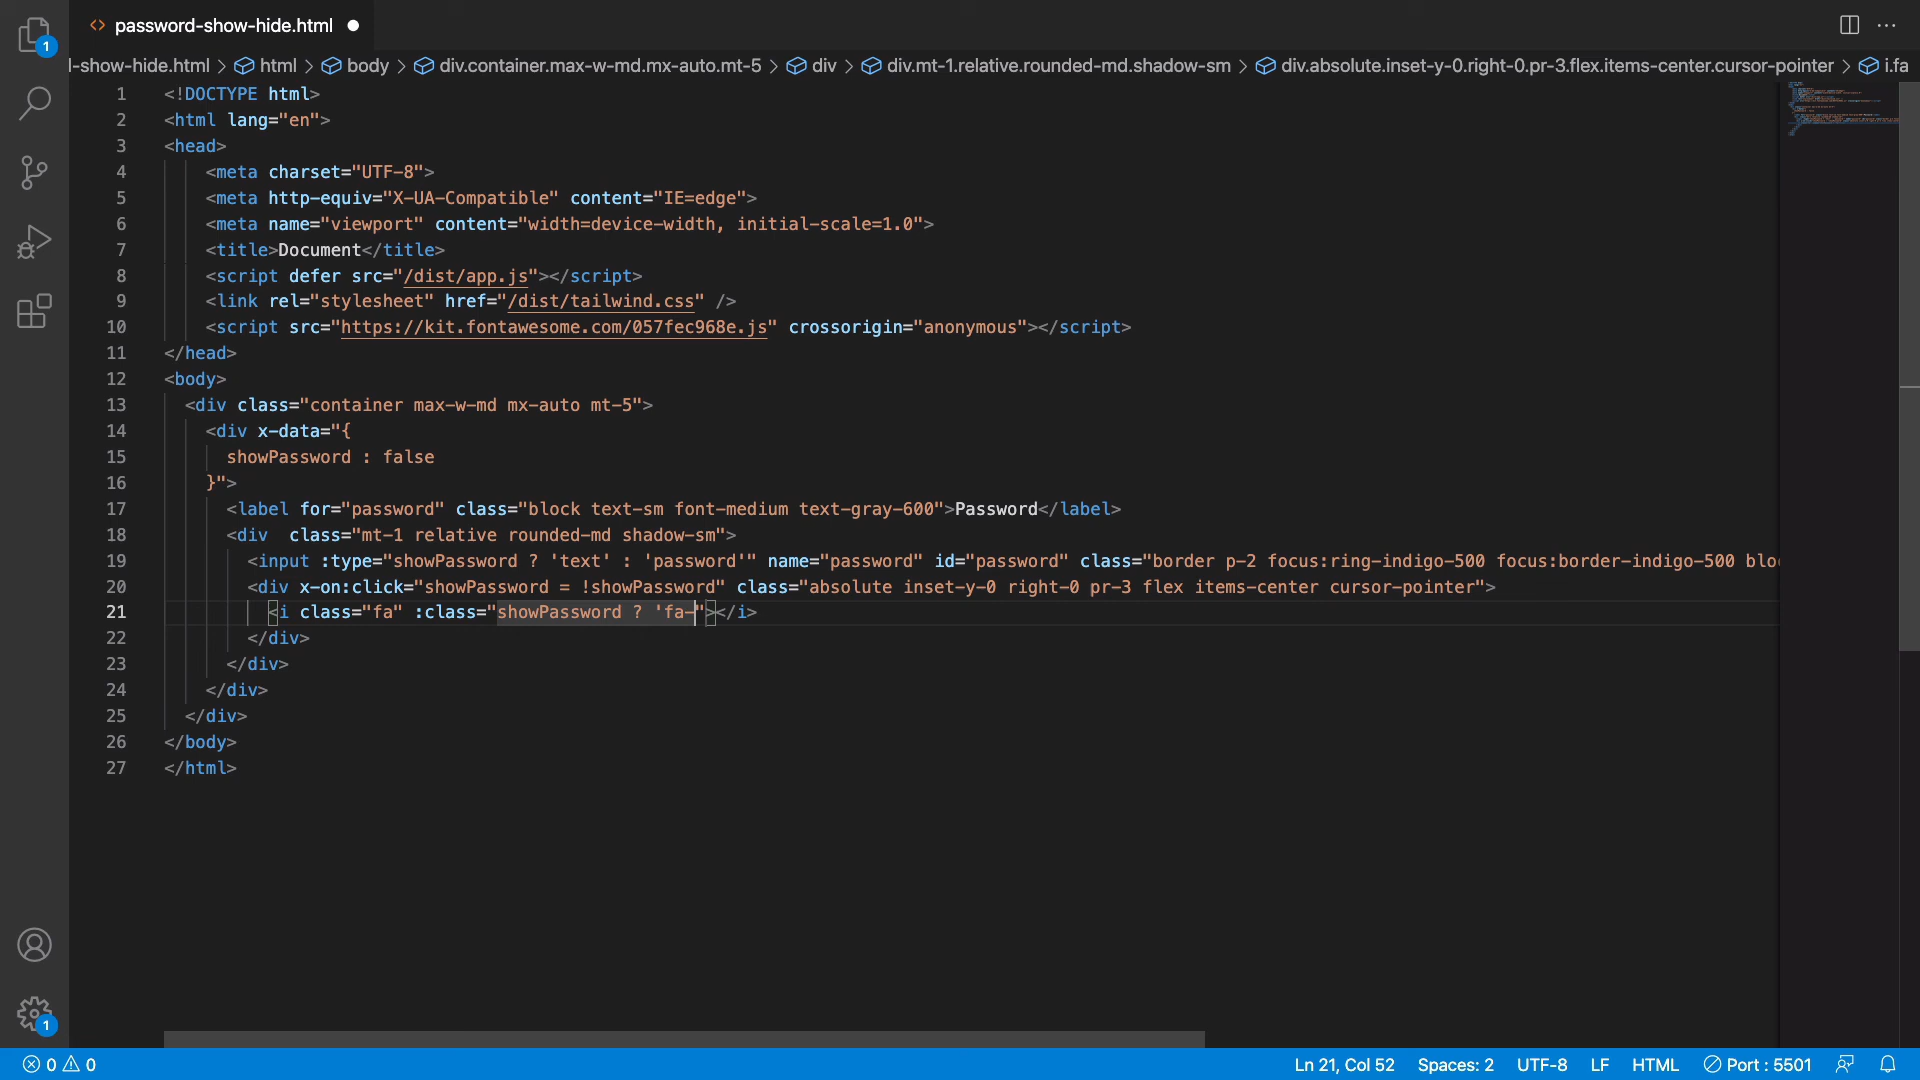 password-show-hide.html
l-show-hide.html > html > body > div.container.max-w-md.mx-auto.mt-5 > div > div.mt-1.relative.rounded-md.shadow-sm > div.absolute.inset-y-0.right-0.pr-3.flex.items-center.cursor-pointer > i.fa
1 <!DOCTYPE html>
2 <html lang="en">
3 <head>
4 <meta charset="UTF-8">
5 <meta http-equiv="X-UA-Compatible" content="IE=edge">
6 <meta name="viewport" content="width=device-width, initial-scale=1.0">
7 <title>Document</title>
8 <script defer src="/dist/app.js"></script>
9 <link rel="stylesheet" href="/dist/tailwind.css" />
10 <script src="https://kit.fontawesome.com/057fec968e.js" crossorigin="anonymous"></script>
11 </head>
12 <body>
13 <div class="container max-w-md mx-auto mt-5">
14 <div x-data="{
15 showPassword : false
16 }">
17 <label for="password" class="block text-sm font-medium text-gray-600">Password</label>
18 <div  class="mt-1 relative rounded-md shadow-sm">
19 <input :type="showPassword ? 'text' : 'password'" name="password" id="password" class="border p-2 focus:ring-indigo-500 focus:border-indigo-500 blo
20 <div x-on:click="showPassword = !showPassword" class="absolute inset-y-0 right-0 pr-3 flex items-center cursor-pointer">
21 <i class="fa" :class="showPassword ? 'fa-"></i>
22 </div>
23 </div>
24 </div>
25 </div>
26 </body>
27 </html>
1
1
0 0 Ln 21, Col 52 Spaces: 2 UTF-8 LF HTML Port : 5501